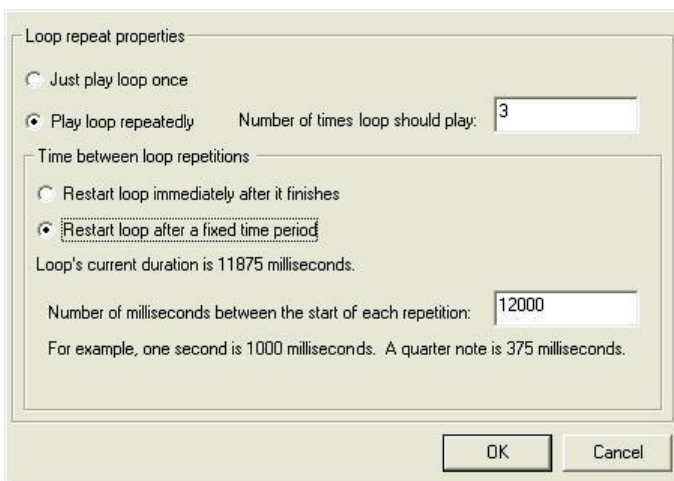 Loop repeat properties
Just play loop once
Play loop repeatedly Number of times loop should play: 3
Time between loop repetitions
Restart loop immediately after it finishes
Restart loop after a fixed time period
Loop's current duration is 11875 milliseconds.
Number of milliseconds between the start of each repetition: 12000
For example, one second is 1000 milliseconds. A quarter note is 375 milliseconds.
OK Cancel